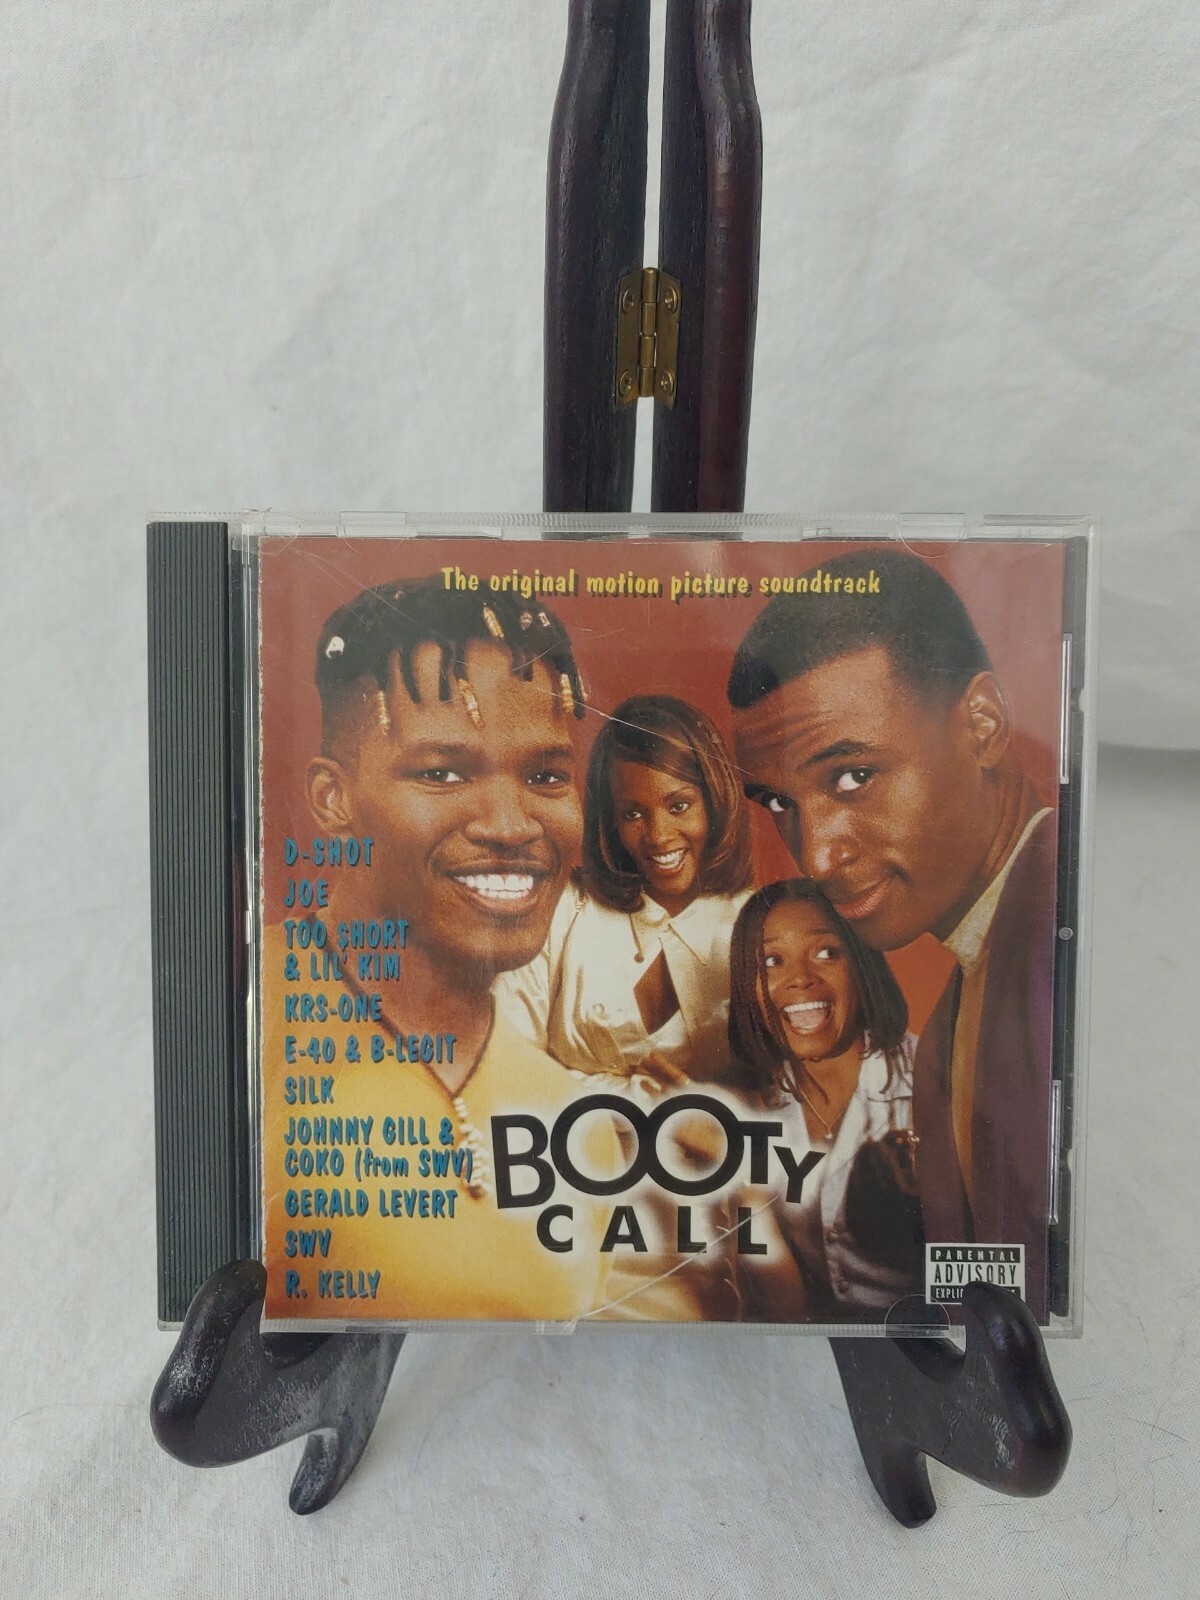 The original motion picture soundtrack
D-SHOT
JOE
TOO $HORT
& LIL' KIM
KRS-ONE
E-40 & B-LEGIT
SILK
JOHNNY GILL &
COKO (from SWV)
GERALD LEVERT
SWV
R. KELLY
BOOTY
CALL
PARENTAL
ADVISORY